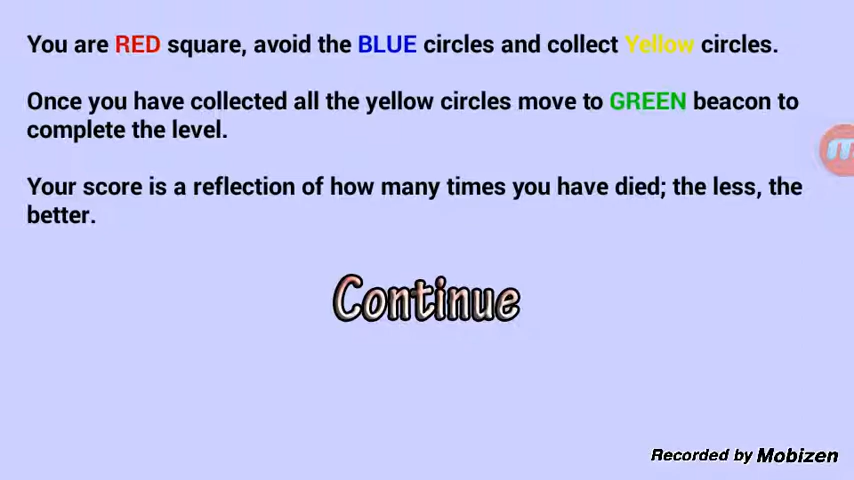 You are RED square, avoid the BLUE circles and collect Yellow circles.
Once you have collected all the yellow circles move to GREEN beacon to
complete the level.
Your score is a reflection of how many times you have died; the less, the
better.
Continue
Recorded by Mobizen